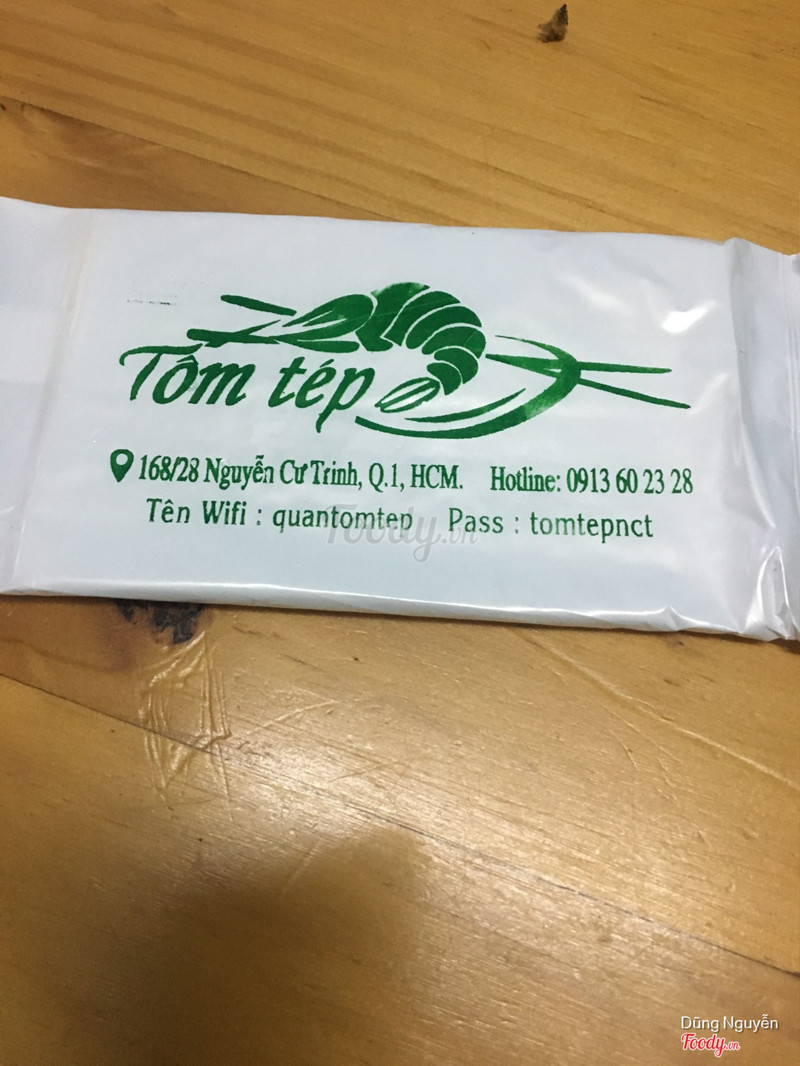 Tôm tép
168/28 Nguyễn Cư Trinh, Q.1, HCM. Hotline: 0913 60 23 28
Tên Wifi : quantomtep Pass : tomtepnct
Foody.vn
Dũng Nguyễn
Foody.vn